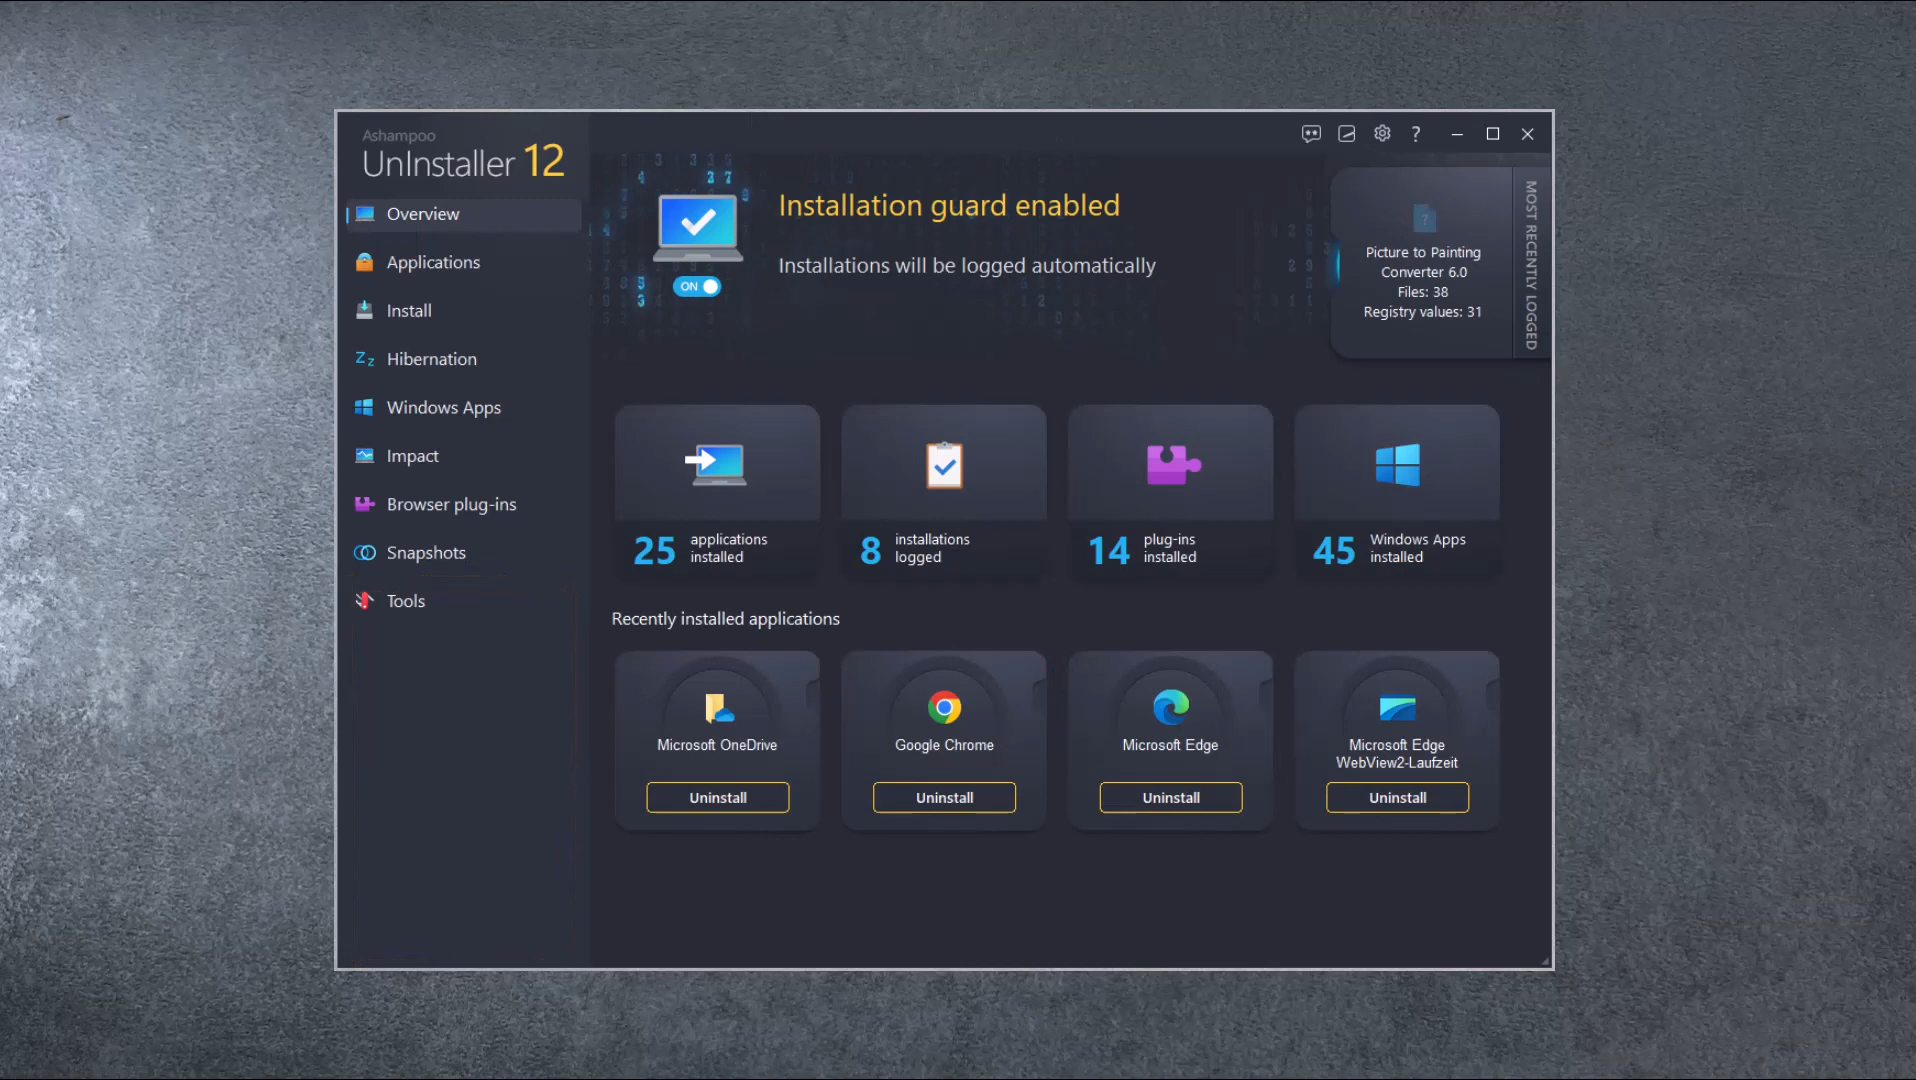 Ashampoo
UnInstaller 12
Overview
Applications
Install
Hibernation
Windows Apps
Impact
Browser plug-ins
Snapshots
Tools
Installation guard enabled
Installations will be logged automatically
ON
Picture to Painting
Converter 6.0
Files: 38
Registry values: 31
MOST RECENTLY LOGGED
25 applications
installed
8 installations
logged
14 plug-ins
installed
45 Windows Apps
installed
Recently installed applications
Microsoft OneDrive
Uninstall
Google Chrome
Uninstall
Microsoft Edge
Uninstall
Microsoft Edge
WebView2-Laufzeit
Uninstall